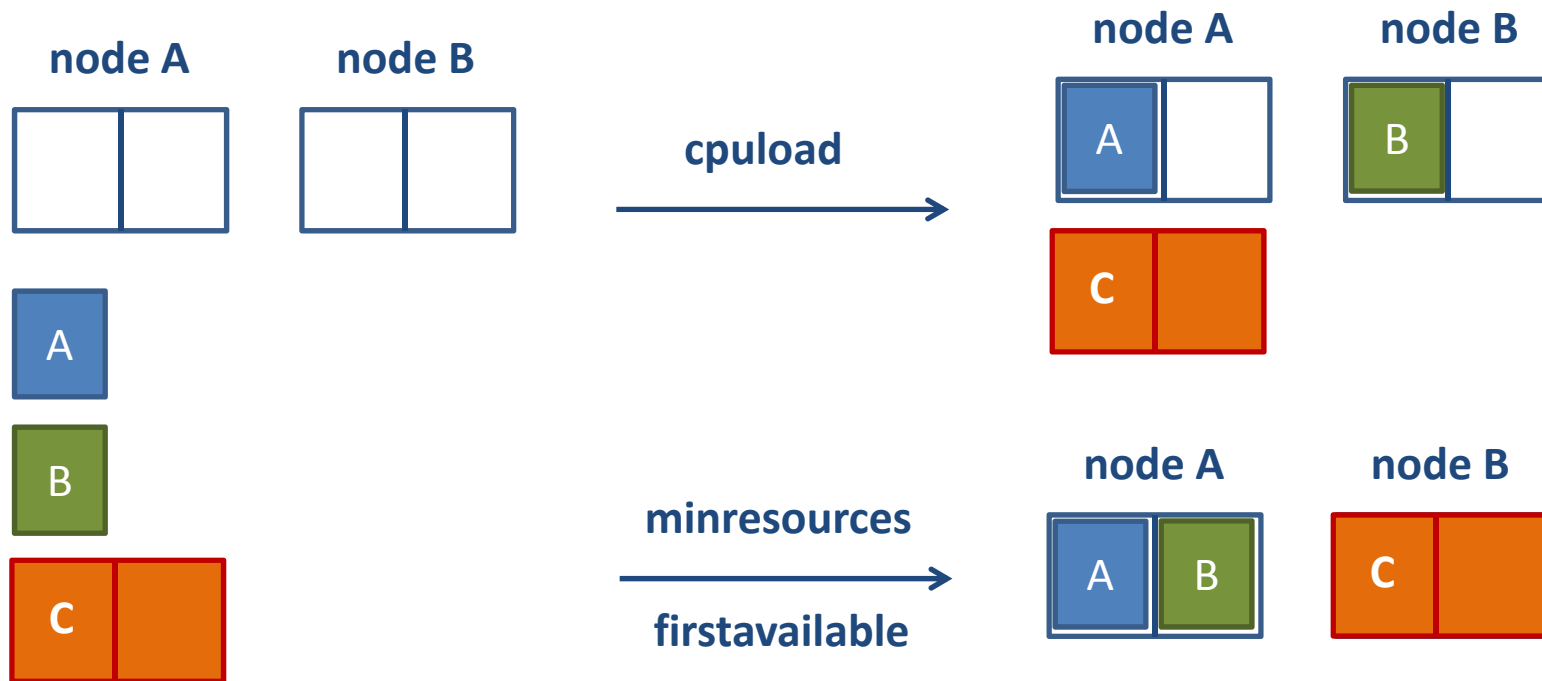 node A
node B
A
B
C
cpuload
node A
node B
A
B
C
minresources
firstavailable
node A
node B
A
B
C